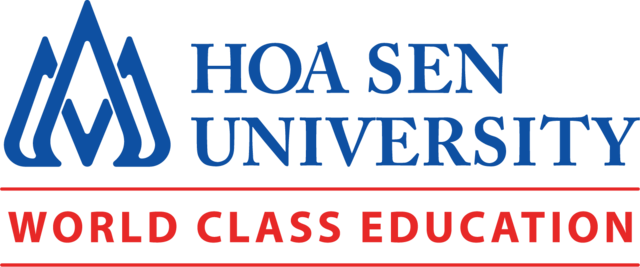 HOA SEN
UNIVERSITY
WORLD CLASS EDUCATION